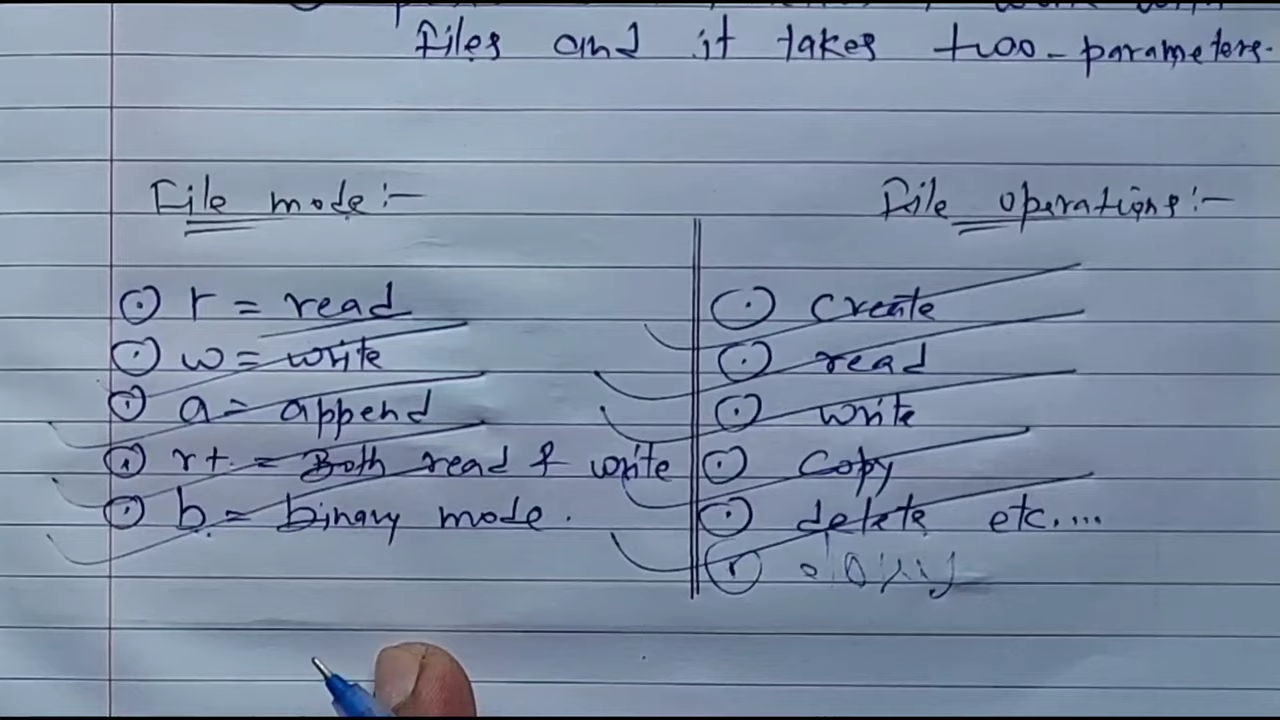 Files and it takes two-parameters.
File mode:-
r = read
w = write
a = append
r+ = Both read & write
b = binary mode.
File operations:-
Create
read
write
Copy
delete etc....